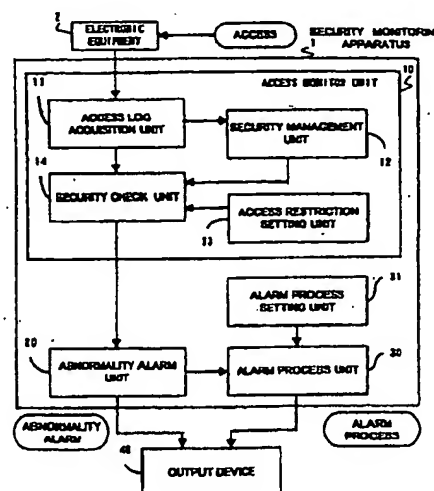 2
ELECTRONIC
EQUIPMENT
ACCESS
SECURITY MONITORING
APPARATUS
1
ACCESS MONITOR UNIT
10
11
ACCESS LOG
ACQUISITION UNIT
SECURITY MANAGEMENT
UNIT
14
12
SECURITY CHECK UNIT
ACCESS RESTRICTION
SETTING UNIT
13
31
ALARM PROCESS
SETTING UNIT
20
ABNORMALITY ALARM
UNIT
ALARM PROCESS UNIT
30
ABNORMALITY
ALARM
ALARM
PROCESS
40
OUTPUT DEVICE